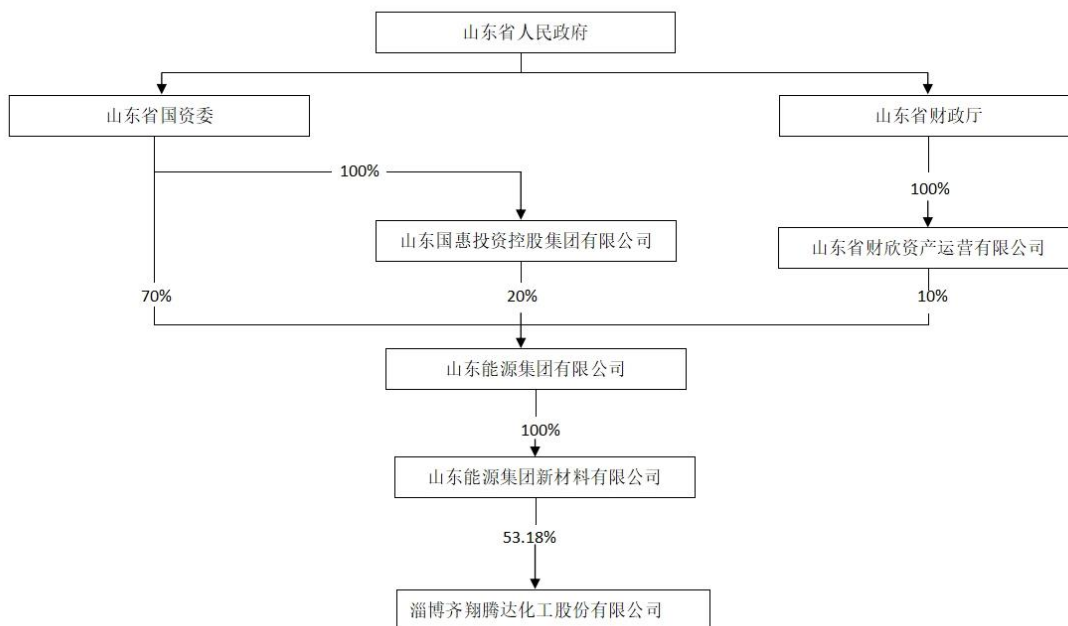 山东省人民政府
山东省国资委
山东省财政厅
100%
100%
山东国惠投资控股集团有限公司
山东省财欣资产运营有限公司
70%
20%
10%
山东能源集团有限公司
100%
山东能源集团新材料有限公司
53.18%
淄博齐翔腾达化工股份有限公司